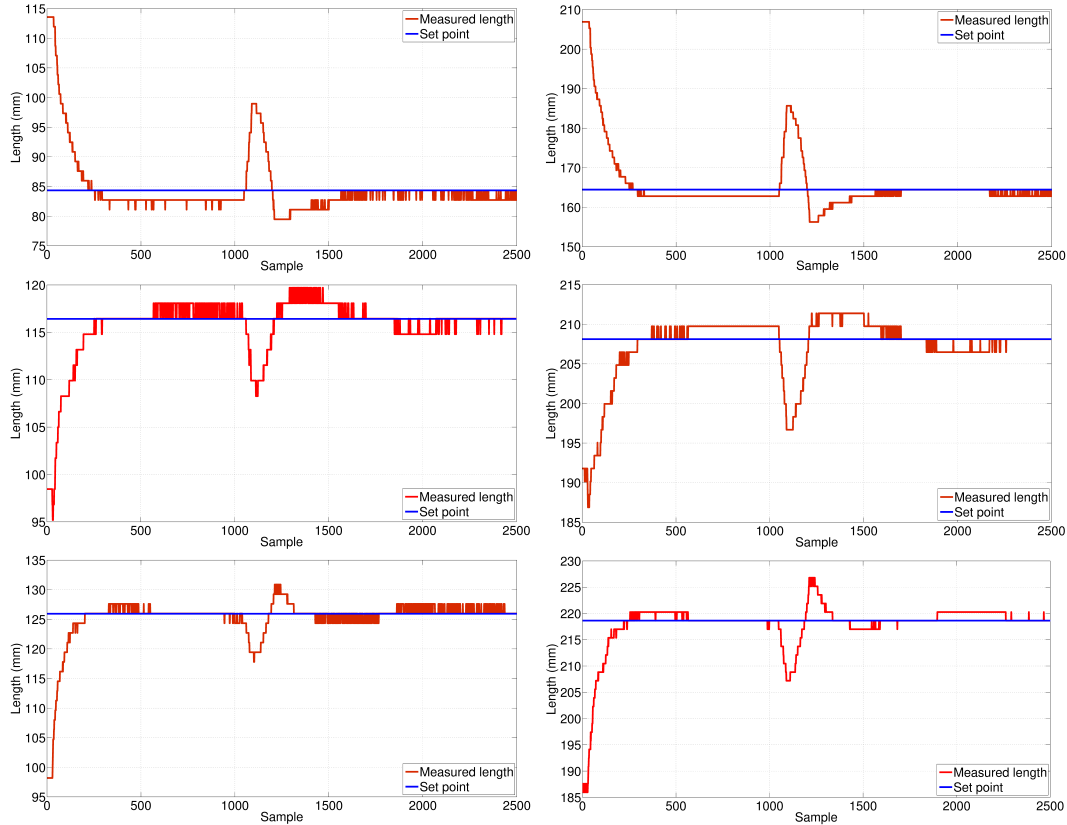 115
110
105
100
95
90
85
80
75
Length (mm)
0 500 1000 1500 2000 2500
Sample
Measured length
Set point
210
200
190
180
170
160
150
Length (mm)
0 500 1000 1500 2000 2500
Sample
Measured length
Set point
120
115
110
105
100
95
Length (mm)
0 500 1000 1500 2000 2500
Sample
Measured length
Set point
215
210
205
200
195
190
185
Length (mm)
0 500 1000 1500 2000 2500
Sample
Measured length
Set point
135
130
125
120
115
110
105
100
95
Length (mm)
0 500 1000 1500 2000 2500
Sample
Measured length
Set point
230
225
220
215
210
205
200
195
190
185
Length (mm)
0 500 1000 1500 2000 2500
Sample
Measured length
Set point